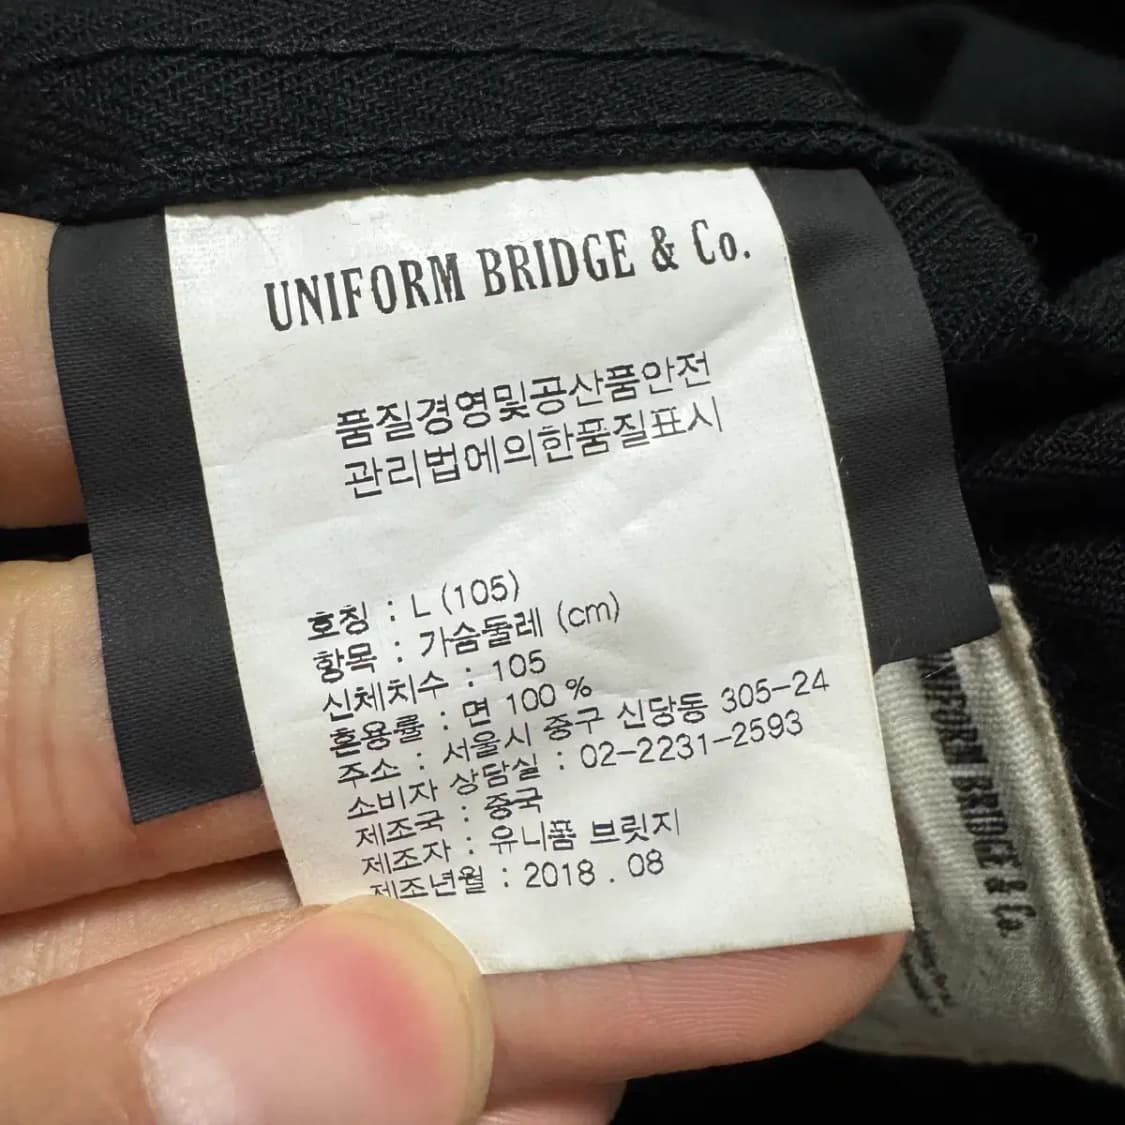 UNIFORM BRIDGE & Co.
품질경영및공산품안전
관리법에의한품질표시
호칭 : L (105)
항목 : 가슴둘레 (cm)
신체치수 : 105
혼용률 : 면 100 %
주소 : 서울시 중구 신당동 305-24
소비자 상담실 : 02-2231-2593
제조국 : 중국
제조자 : 유니폼 브릿지
제조년월 : 2018 . 08
UNIFORM BRIDGE & Co.